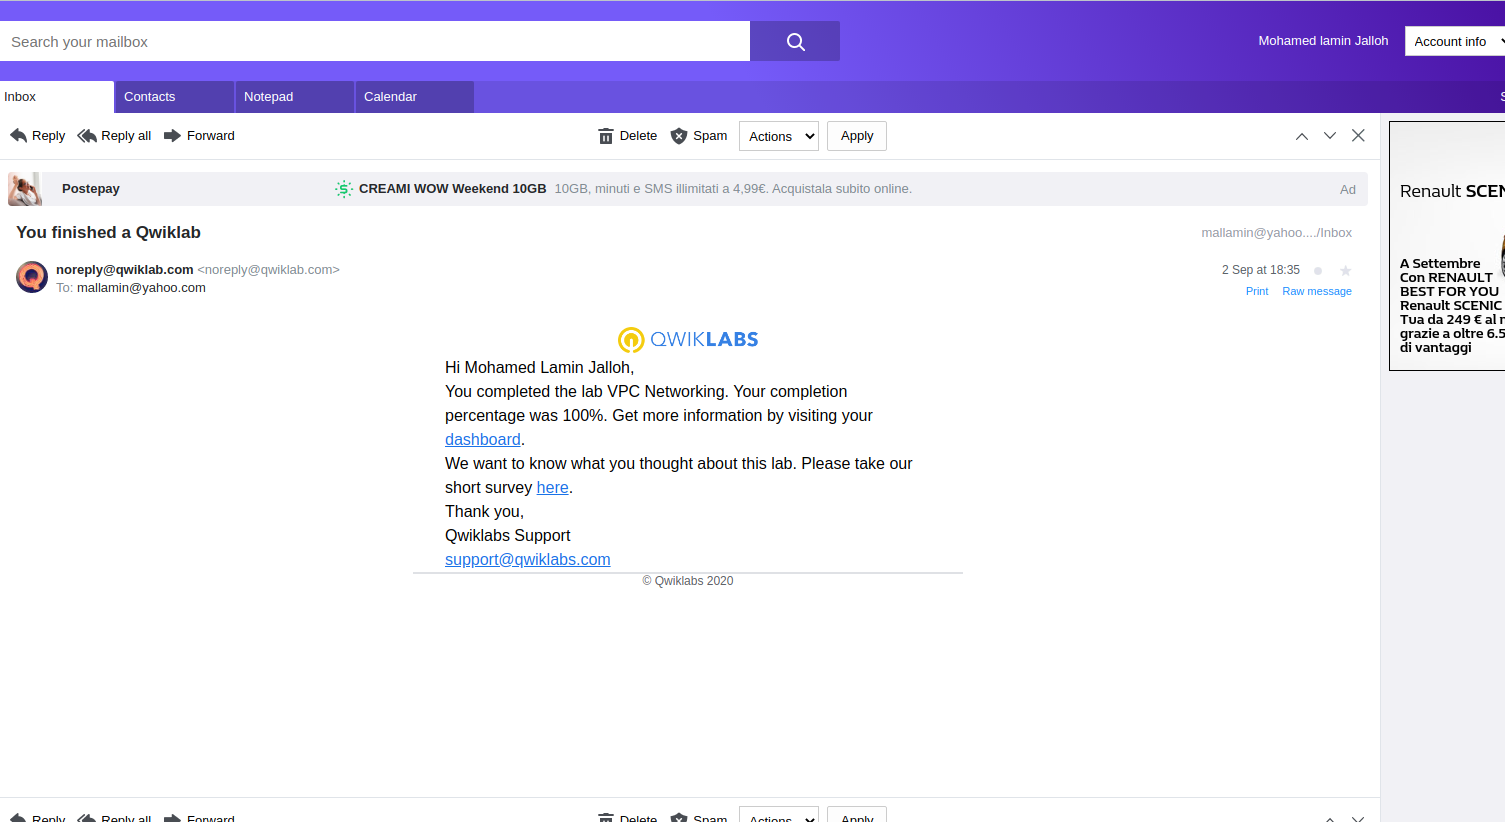 Search your mailbox
Mohamed lamin Jalloh
Account info
Inbox
Contacts
Notepad
Calendar
Reply
Reply all
Forward
Delete
Spam
Actions
Apply
Postepay
CREAMI WOW Weekend 10GB 10GB, minuti e SMS illimitati a 4,99€. Acquistala subito online.
Ad
You finished a Qwiklab
mallamin@yahoo..../Inbox
noreply@qwiklab.com <noreply@qwiklab.com>
2 Sep at 18:35
To: mallamin@yahoo.com
Print
Raw message
QWIKLABS
Hi Mohamed Lamin Jalloh,
You completed the lab VPC Networking. Your completion
percentage was 100%. Get more information by visiting your
dashboard.
We want to know what you thought about this lab. Please take our
short survey here.
Thank you,
Qwiklabs Support
support@qwiklabs.com
© Qwiklabs 2020
Renault SCEN
A Settembre
Con RENAULT
BEST FOR YOU
Renault SCENIC
Tua da 249 € al
grazie a oltre 6.5
di vantaggi
Reply
Reply all
Forward
Delete
Spam
Actions
Apply